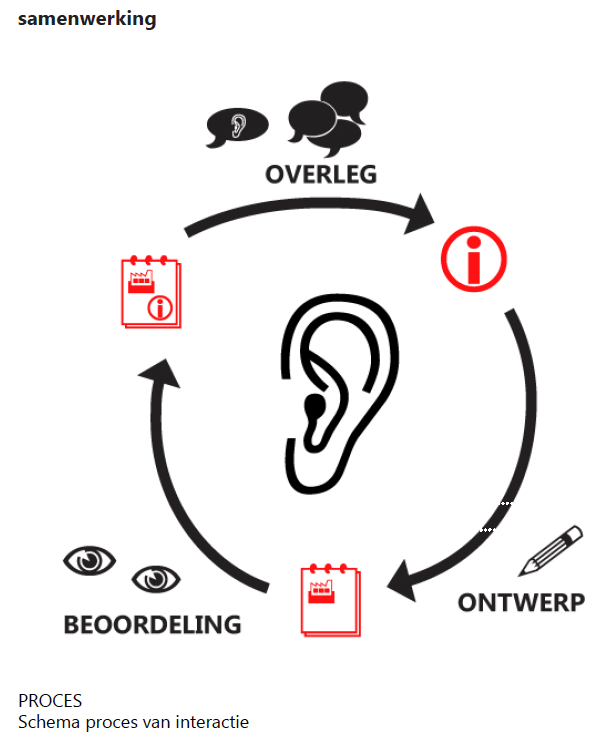 samenwerking
OVERLEG
BEOORDELING
ONTWERP
PROCES
Schema proces van interactie